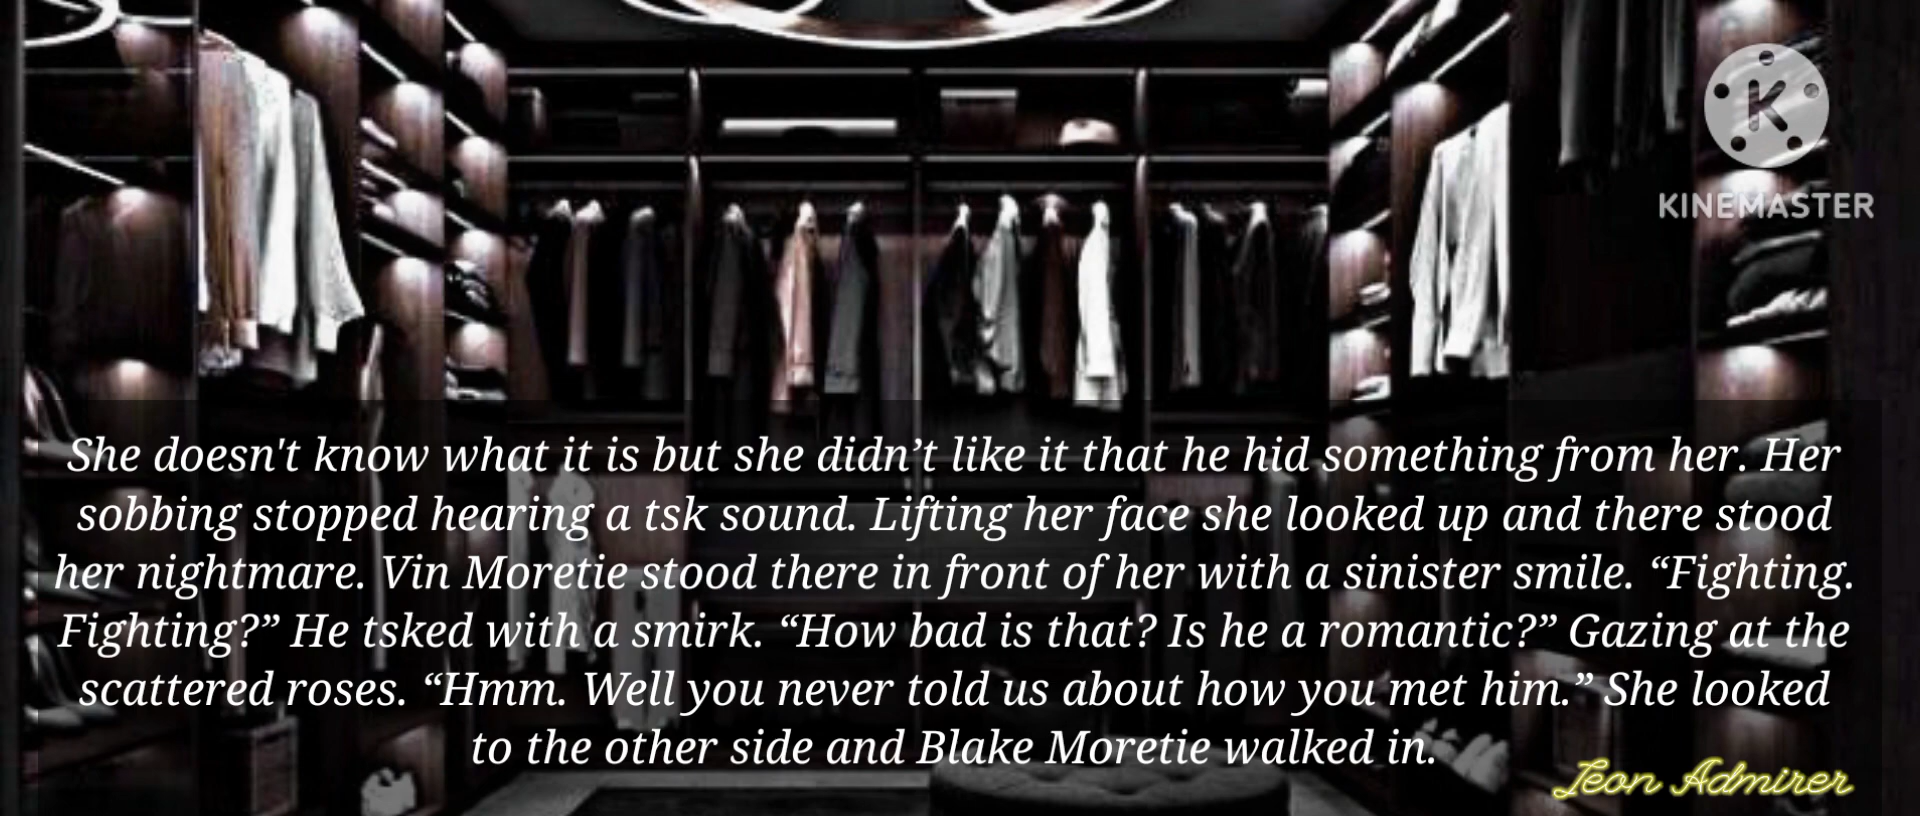 K
KINEMASTER
She doesn't know what it is but she didn’t like it that he hid something from her. Her
sobbing stopped hearing a tsk sound. Lifting her face she looked up and there stood
her nightmare. Vin Moretie stood there in front of her with a sinister smile. “Fighting.
Fighting?” He tsked with a smirk. “How bad is that? Is he a romantic?” Gazing at the
scattered roses. “Hmm. Well you never told us about how you met him.” She looked
to the other side and Blake Moretie walked in.
Leon Admirer